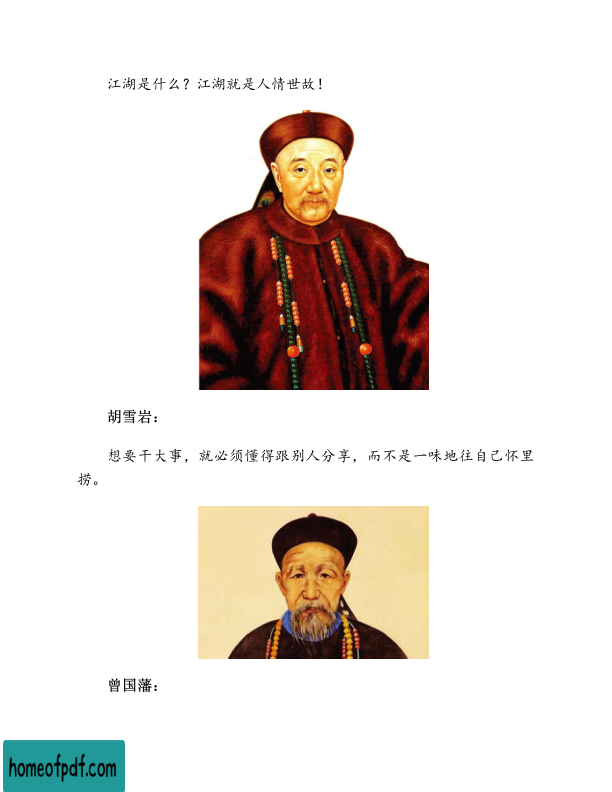 江湖是什么？江湖就是人情世故！
胡雪岩：
想要干大事，就必须懂得跟别人分享，而不是一味地往自己怀里
捞。
曾国藩：
homeofpdf.com